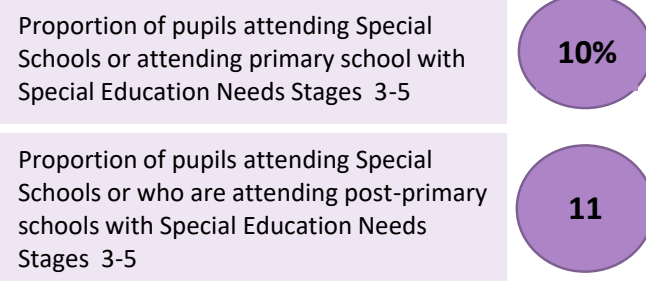 Proportion of pupils attending Special
Schools or attending primary school with
Special Education Needs Stages  3-5
10%
Proportion of pupils attending Special
Schools or who are attending post-primary
schools with Special Education Needs
Stages  3-5
11